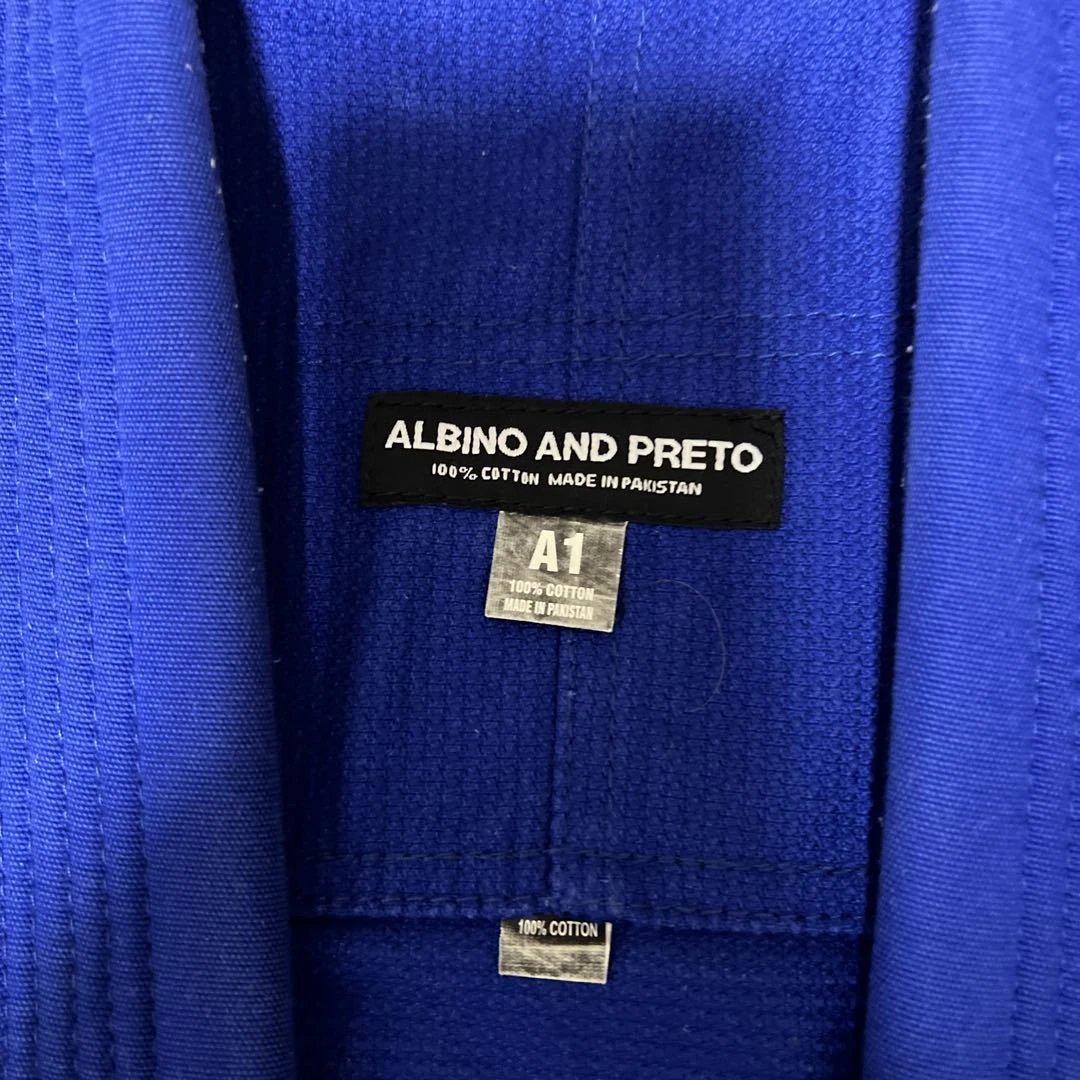 ALBINO AND PRETO
100% COTTON MADE IN PAKISTAN
A1
100% COTTON
MADE IN PAKISTAN
100% COTTON